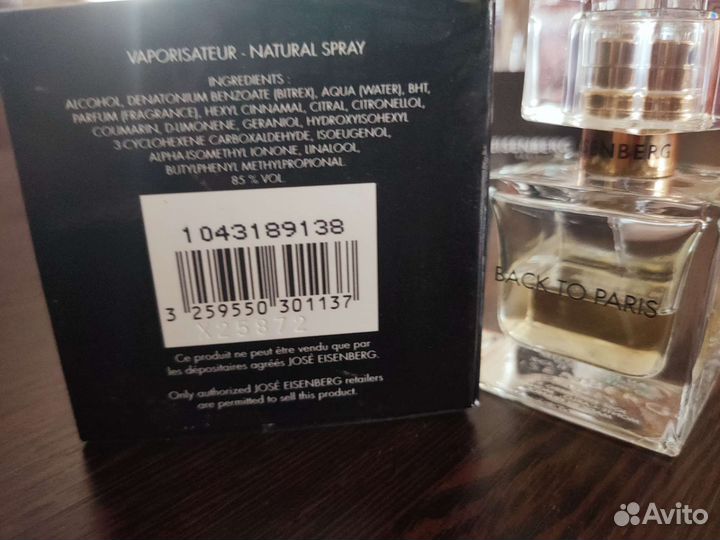 VAPORISATEUR - NATURAL SPRAY
INGREDIENTS :
ALCOHOL, DENATONIUM BENZOATE (BITREX), AQUA (WATER), BHT,
PARFUM (FRAGRANCE), HEXYL CINNAMAL, CITRAL, CITRONELLOL,
COUMARIN, D-LIMONENE, GERANIOL, HYDROXYISOHEXYL
3 CYCLOHEXENE CARBOXALDEHYDE, ISOEUGENOL,
ALPHA-ISOMETHYL IONONE, LINALOOL,
BUTYLPHENYL METHYLPROPIONAL.
85 % VOL.
1043189138
3 259550 301137
X25872
Ce produit ne peut être vendu que par
les dépositaires agréés JOSÉ EISENBERG.
Only authorized JOSÉ EISENBERG retailers
are permitted to sell this product.
EISENBERG
BACK TO PARIS
Avito